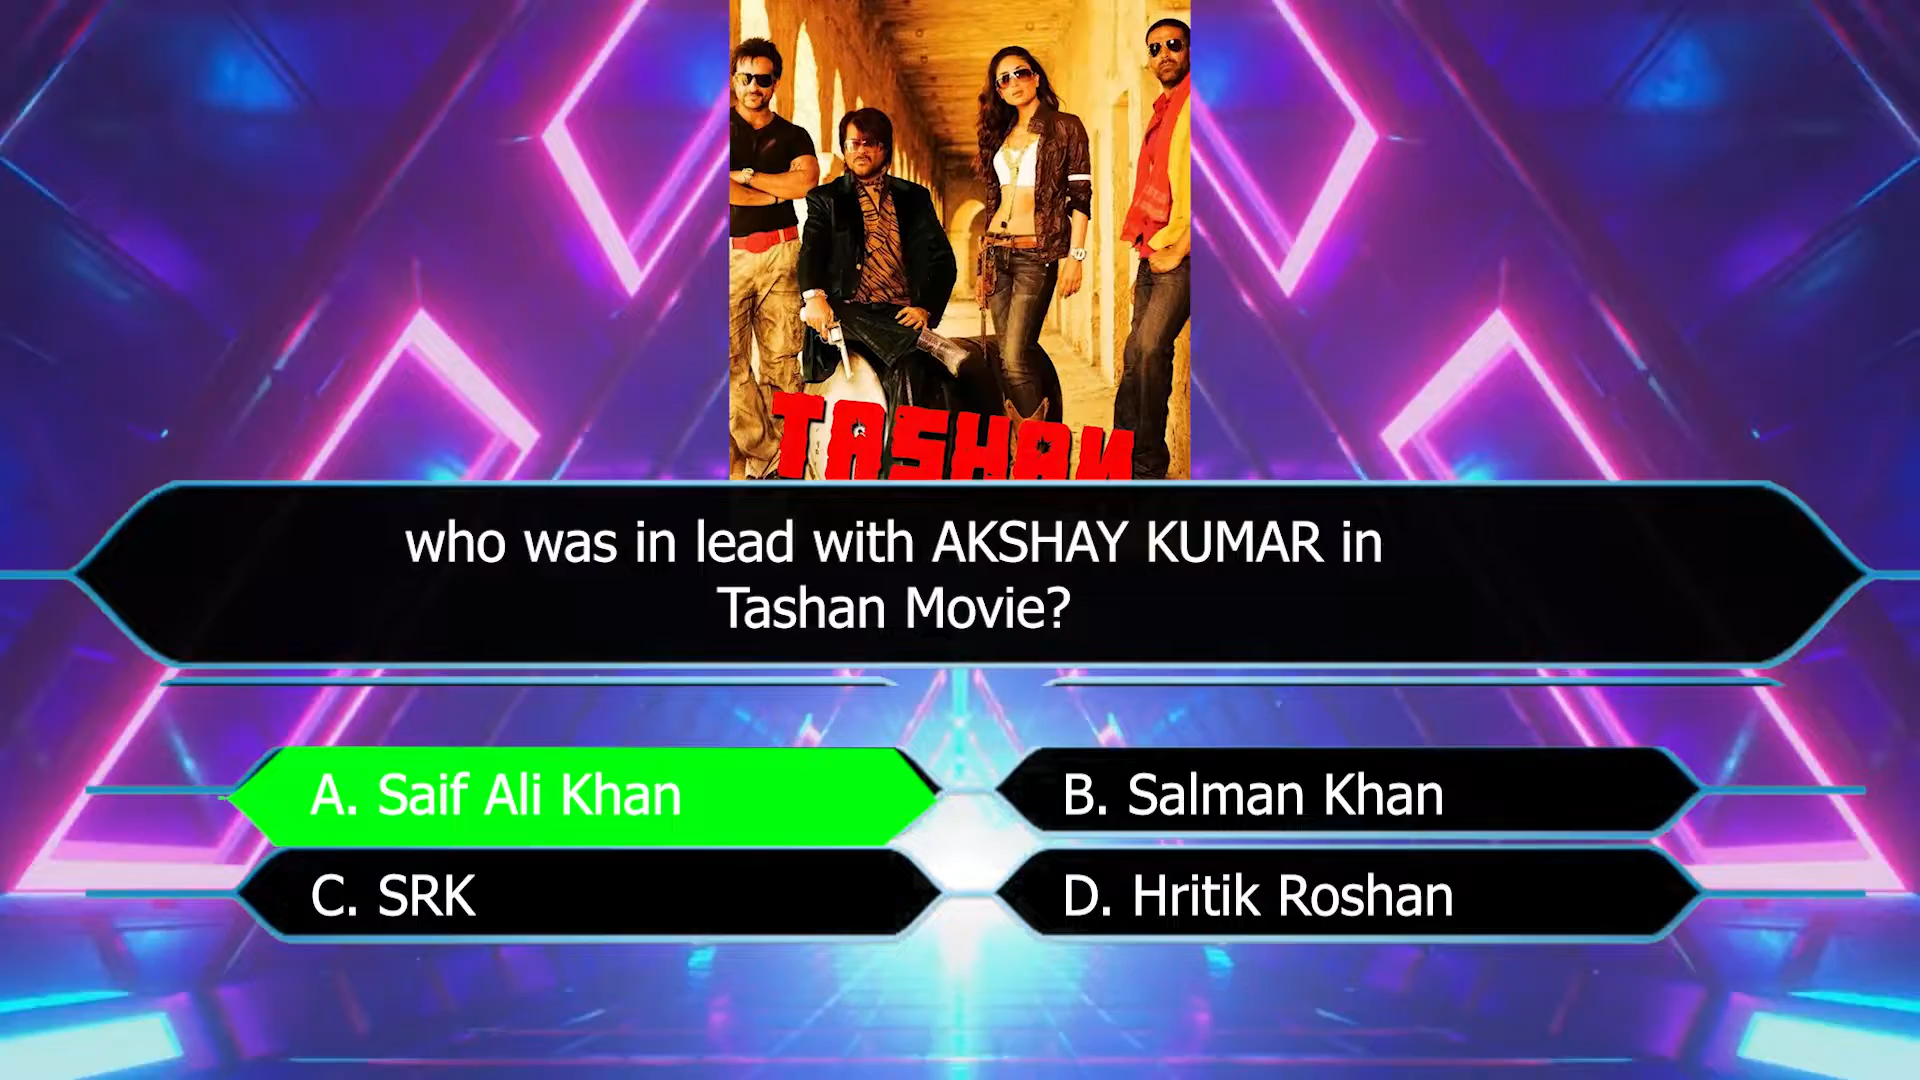 TASHAN
who was in lead with AKSHAY KUMAR in
Tashan Movie?
A. Saif Ali Khan
B. Salman Khan
C. SRK
D. Hritik Roshan